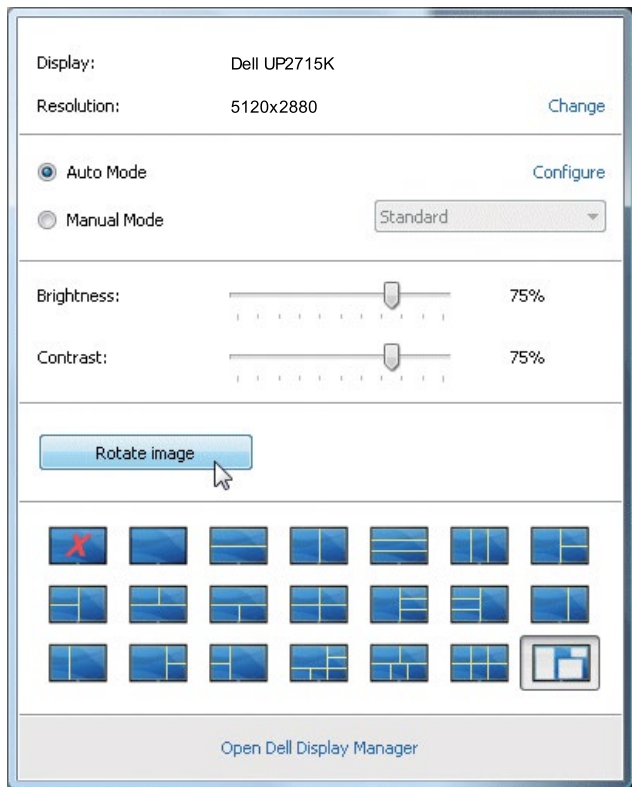 Display: Dell UP2715K
Resolution: 5120x2880 Change
Auto Mode Configure
Manual Mode Standard
Brightness: 75%
Contrast: 75%
Rotate image
X
Open Dell Display Manager